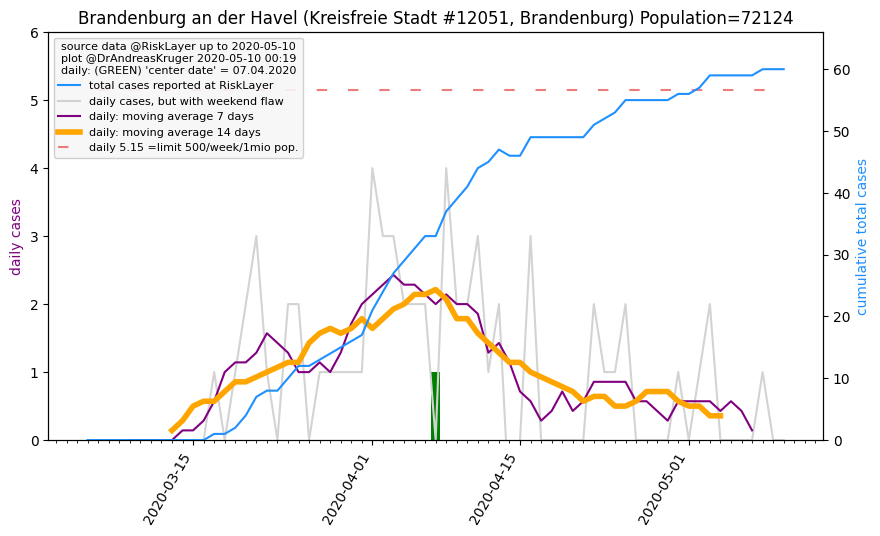 Brandenburg an der Havel (Kreisfreie Stadt #12051, Brandenburg) Population=72124
source data @RiskLayer up to 2020-05-10
plot @DrAndreasKruger 2020-05-10 00:19
daily: (GREEN) 'center date' = 07.04.2020
total cases reported at RiskLayer
daily cases, but with weekend flaw
daily: moving average 7 days
daily: moving average 14 days
daily 5.15 =limit 500/week/1mio pop.
daily cases
6
5
4
3
2
1
0
cumulative total cases
60
50
40
30
20
10
0
2020-03-15
2020-04-01
2020-04-15
2020-05-01